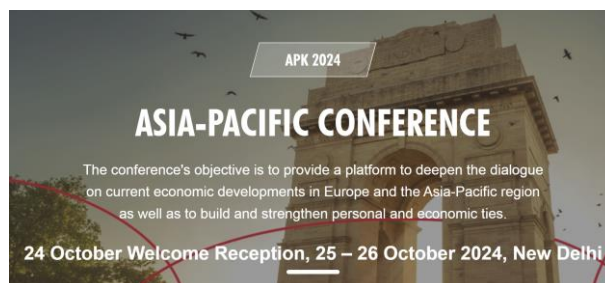 APK 2024
ASIA-PACIFIC CONFERENCE
The conference's objective is to provide a platform to deepen the dialogue
on current economic developments in Europe and the Asia-Pacific region
as well as to build and strengthen personal and economic ties.
24 October Welcome Reception, 25 – 26 October 2024, New Delhi